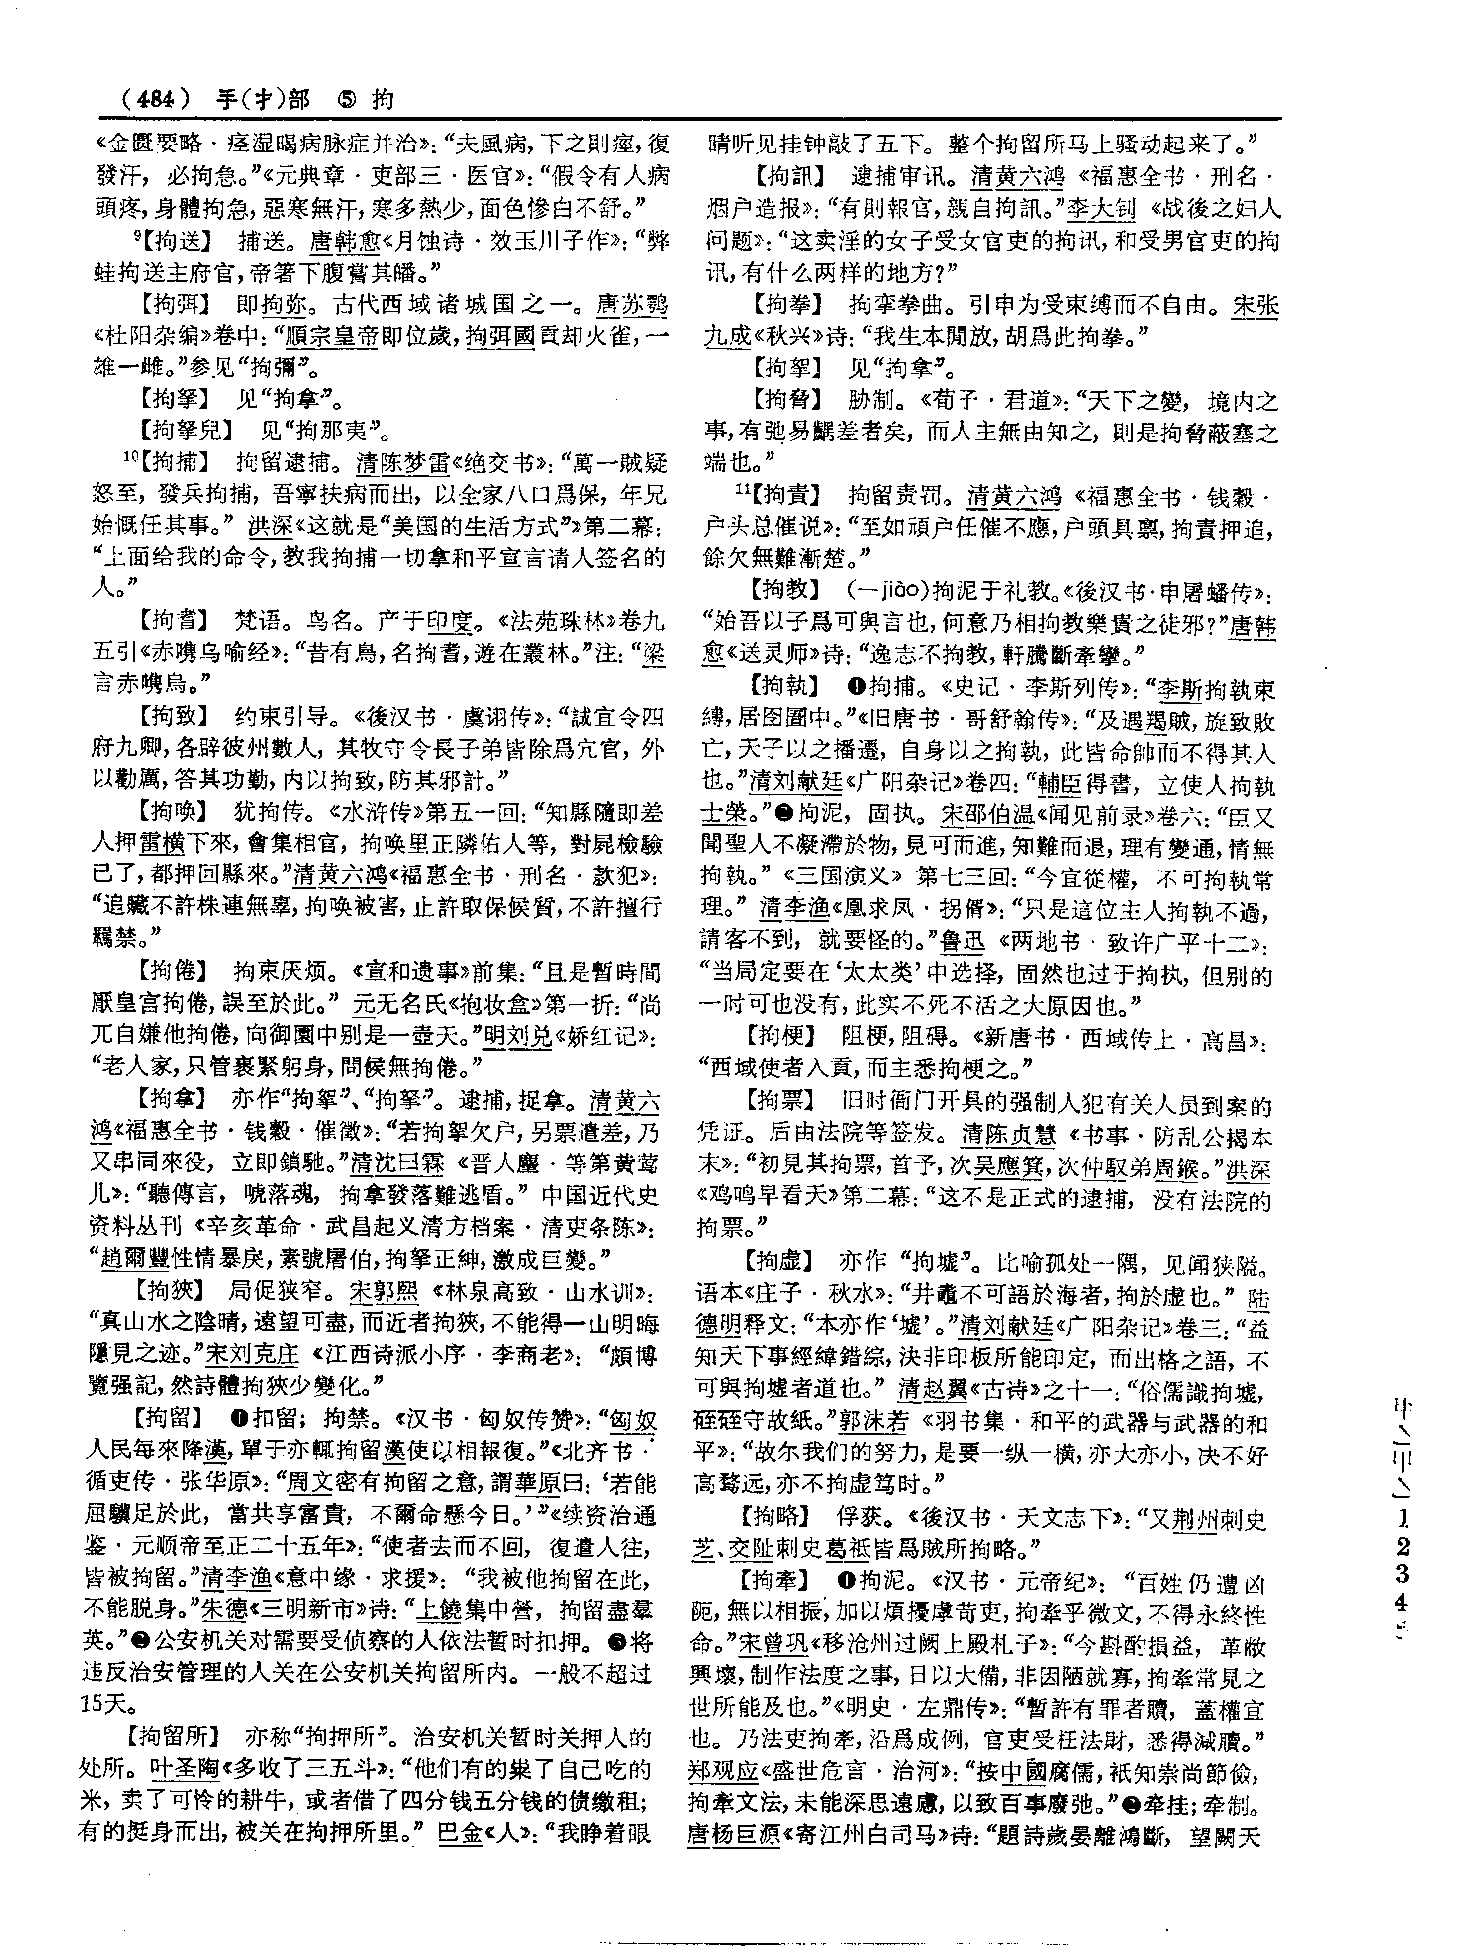 （484） 手（扌）部 ⑤ 拘
《金匱要略·痉湿暍病脉症并治》：“夫風病，下之則痙，復
發汗，必拘急。”《元典章·吏部三·医官》：“假令有人病
頭疼，身體拘急，惡寒無汗，寒多熱少，面色慘白不舒。”
9【拘送】 捕送。唐韩愈《月蚀诗·效玉川子作》：“弊
蛙拘送主府官，帝箸下腹嘗其皤。”
【拘弭】 即拘弥。古代西域诸城国之一。唐苏鹗
《杜阳杂编》卷中：“順宗皇帝即位歲，拘弭國貢却火雀，一
雄一雌。”参见“拘彌”。
【拘拏】 见“拘拿”。
【拘拏兒】 见“拘那夷”。
10【拘捕】 拘留逮捕。清陈梦雷《绝交书》：“萬一賊疑
怒至，發兵拘捕，吾寧扶病而出，以全家八口爲保，年兄
始慨任其事。” 洪深《这就是“美国的生活方式”》第二幕：
“上面给我的命令，教我拘捕一切拿和平宣言请人签名的
人。”
【拘耆】 梵语。鸟名。产于印度。《法苑珠林》卷九
五引《赤嘴乌喻经》：“昔有鳥，名拘耆，遊在叢林。”注：“梁
言赤嘴烏。”
【拘致】 约束引导。《後汉书·虞诩传》：“誠宜令四
府九卿，各辟彼州數人，其牧守令長子弟皆除爲冗官，外
以勸厲，答其功勤，内以拘致，防其邪計。”
【拘唤】 犹拘传。《水浒传》第五一回：“知縣隨即差
人押雷横下來，會集相官，拘唤里正隣佑人等，對屍檢驗
已了，都押回縣來。”清黄六鸿《福惠全书·刑名·款犯》：
“追贓不許株連無辜，拘唤被害，止許取保候質，不許擅行
羈禁。”
【拘倦】 拘束厌烦。《宣和遗事》前集：“且是暫時間
厭皇宫拘倦，誤至於此。” 元无名氏《抱妆盒》第一折：“尚
兀自嫌他拘倦，向御園中别是一壺天。”明刘兑《娇红记》：
“老人家，只管裹緊躬身，問候無拘倦。”
【拘拿】 亦作“拘挐”、“拘拏”。逮捕，捉拿。清黄六
鸿《福惠全书·钱穀·催徵》：“若拘挐欠户，另票遣差，乃
又串同來役，立即鎖馳。”清沈曰霖 《晋人麈·等第黄莺
儿》：“聽傳言，唬落魂，拘拿發落難逃盾。” 中国近代史
资料丛刊 《辛亥革命·武昌起义清方档案·清吏条陈》：
“趙爾豐性情暴戾，素號屠伯，拘拏正紳，激成巨變。”
【拘狹】 局促狭窄。宋郭熙 《林泉高致·山水训》：
“真山水之陰晴，遠望可盡，而近者拘狹，不能得一山明晦
隱見之迹。”宋刘克庄 《江西诗派小序·李商老》：“頗博
覽强記，然詩體拘狹少變化。”
【拘留】 ❶扣留；拘禁。《汉书·匈奴传赞》：“匈奴
人民每來降漢，單于亦輒拘留漢使以相報復。”《北齐书·
循吏传·张华原》：“周文密有拘留之意，謂華原曰：‘若能
屈驥足於此，當共享富貴，不爾命懸今日。’”《续资治通
鉴·元顺帝至正二十五年》：“使者去而不回，復遣人往，
皆被拘留。”清李渔《意中缘·求援》：“我被他拘留在此，
不能脱身。”朱德《三明新市》诗：“上饒集中營，拘留盡羣
英。”❷公安机关对需要受侦察的人依法暂时扣押。❸将
违反治安管理的人关在公安机关拘留所内。一般不超过
15天。
【拘留所】 亦称“拘押所”。治安机关暂时关押人的
处所。叶圣陶《多收了三五斗》：“他们有的粜了自己吃的
米，卖了可怜的耕牛，或者借了四分钱五分钱的债缴租；
有的挺身而出，被关在拘押所里。” 巴金《人》：“我睁着眼
睛听见挂钟敲了五下。整个拘留所马上骚动起来了。”
【拘訊】 逮捕审讯。清黄六鸿 《福惠全书·刑名·
烟户造报》：“有則報官，親自拘訊。”李大钊 《战後之妇人
问题》：“这卖淫的女子受女官吏的拘讯，和受男官吏的拘
讯，有什么两样的地方？”
【拘拳】 拘挛拳曲。引申为受束缚而不自由。宋张
九成《秋兴》诗：“我生本閒放，胡爲此拘拳。”
【拘挐】 见“拘拿”。
【拘脅】 胁制。《荀子·君道》：“天下之變，境内之
事，有弛易齵差者矣，而人主無由知之，則是拘脅蔽塞之
端也。”
11【拘責】 拘留责罚。清黄六鸿 《福惠全书·钱穀·
户头总催说》：“至如頑户任催不應，户頭具禀，拘責押追，
餘欠無難漸楚。”
【拘教】 （—jiào）拘泥于礼教。《後汉书·申屠蟠传》：
“始吾以子爲可與言也，何意乃相拘教樂貴之徒邪？”唐韩
愈《送灵师》诗：“逸志不拘教，軒騰斷牽攣。”
【拘執】 ❶拘捕。《史记·李斯列传》：“李斯拘執束
縛，居囹圄中。”《旧唐书·哥舒翰传》：“及遇羯賊，旋致敗
亡，天子以之播遷，自身以之拘執，此皆命帥而不得其人
也。”清刘献廷《广阳杂记》卷四：“輔臣得書，立使人拘執
士榮。”❷拘泥，固执。宋邵伯温《闻见前录》卷六：“臣又
聞聖人不凝滯於物，見可而進，知難而退，理有變通，情無
拘執。” 《三国演义》 第七三回：“今宜從權，不可拘執常
理。” 清李渔《凰求凤·拐婿》：“只是這位主人拘執不過，
請客不到，就要怪的。”鲁迅 《两地书·致许广平十二》：
“当局定要在‘太太类’中选择，固然也过于拘执，但别的
一时可也没有，此实不死不活之大原因也。”
【拘梗】 阻梗，阻碍。《新唐书·西域传上·高昌》：
“西域使者入貢，而主悉拘梗之。”
【拘票】 旧时衙门开具的强制人犯有关人员到案的
凭证。后由法院等签发。清陈贞慧 《书事·防乱公揭本
末》：“初見其拘票，首予，次吴應箕，次仲馭弟周鍭。”洪深
《鸡鸣早看天》第二幕：“这不是正式的逮捕，没有法院的
拘票。”
【拘虚】 亦作 “拘墟”。比喻孤处一隅，见闻狭隘。
语本《庄子·秋水》：“井鼃不可語於海者，拘於虚也。” 陆
德明释文：“本亦作‘墟’。”清刘献廷《广阳杂记》卷三：“益
知天下事經緯錯綜，決非印板所能印定，而出格之語，不
可與拘墟者道也。” 清赵翼《古诗》之十一：“俗儒識拘墟，
硜硜守故紙。”郭沫若 《羽书集·和平的武器与武器的和
平》：“故尔我们的努力，是要一纵一横，亦大亦小，决不好
高骛远，亦不拘虚笃时。”
【拘略】 俘获。《後汉书·天文志下》：“又荆州刺史
芝、交阯刺史葛祗皆爲賊所拘略。”
【拘牽】 ❶拘泥。《汉书·元帝纪》：“百姓仍遭凶
阨，無以相振，加以煩擾虖苛吏，拘牽乎微文，不得永終性
命。”宋曾巩《移沧州过阙上殿札子》：“今斟酌損益，革敝
興壞，制作法度之事，日以大備，非因陋就寡，拘牽常見之
世所能及也。”《明史·左鼎传》：“暫許有罪者贖，蓋權宜
也。乃法吏拘牽，沿爲成例，官吏受枉法財，悉得減贖。”
郑观应《盛世危言·治河》：“按中國腐儒，衹知崇尚節儉，
拘牽文法，未能深思遠慮，以致百事廢弛。”❷牵挂；牵制。
唐杨巨源《寄江州白司马》诗：“題詩歲晏離鴻斷，望闕天
1
2
3
4